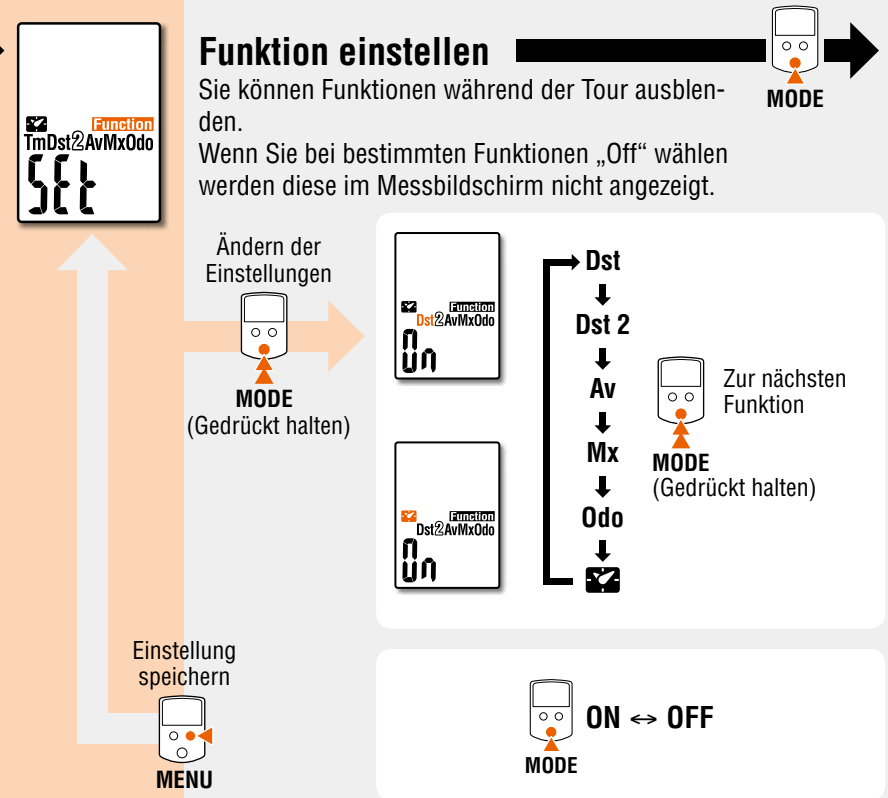 Funktion einstellen
MODE
Sie können Funktionen während der Tour ausblen-
den.
Wenn Sie bei bestimmten Funktionen „Off“ wählen
werden diese im Messbildschirm nicht angezeigt.
Function
TmDst2AvMxOdo
SEt
Ändern der
Einstellungen
MODE
(Gedrückt halten)
Function
Dst2AvMxOdo
On
Function
Dst2AvMxOdo
On
Dst
Dst 2
Av
Mx
Odo
Zur nächsten
Funktion
MODE
(Gedrückt halten)
Einstellung
speichern
MENU
ON ↔ OFF
MODE